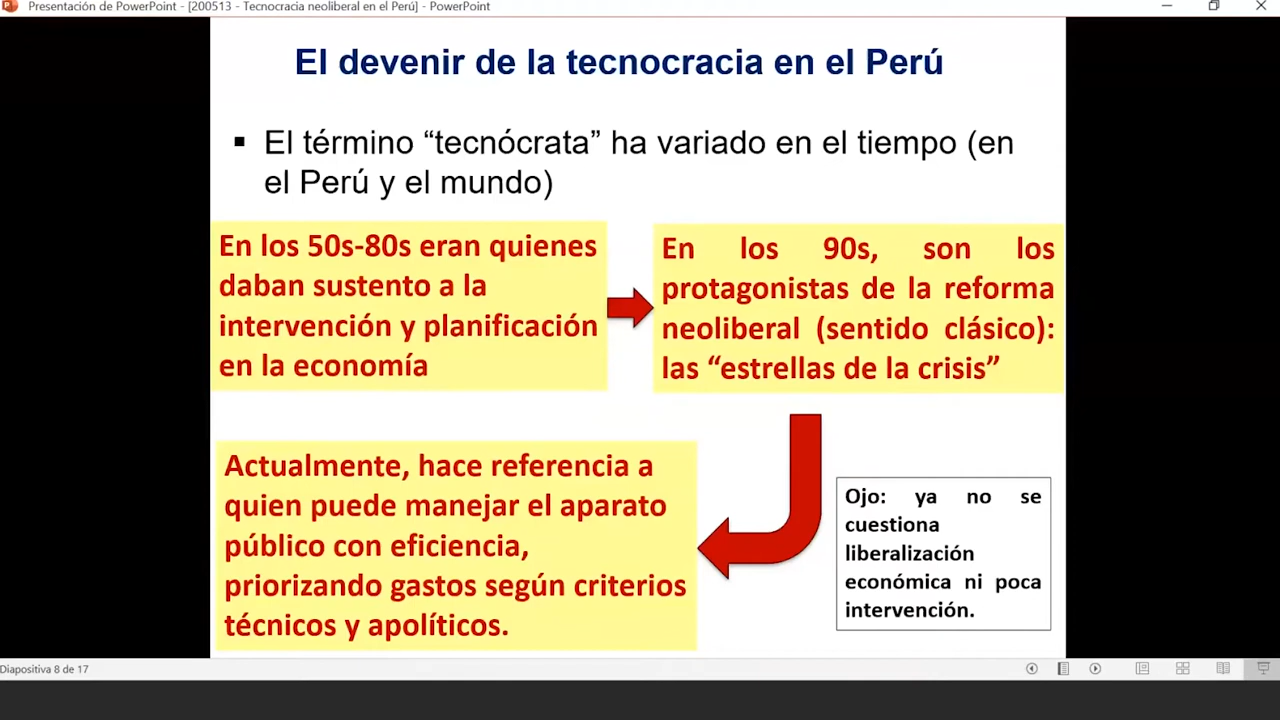 Presentación de PowerPoint - [200513 - Tecnocracia neoliberal en el Perú] - PowerPoint
El devenir de la tecnocracia en el Perú
▪ El término “tecnócrata” ha variado en el tiempo (en
el Perú y el mundo)
En los 50s-80s eran quienes
daban sustento a la
intervención y planificación
en la economía
En los 90s, son los
protagonistas de la reforma
neoliberal (sentido clásico):
las “estrellas de la crisis”
Actualmente, hace referencia a
quien puede manejar el aparato
público con eficiencia,
priorizando gastos según criterios
técnicos y apolíticos.
Ojo: ya no se
cuestiona
liberalización
económica ni poca
intervención.
Diapositiva 8 de 17